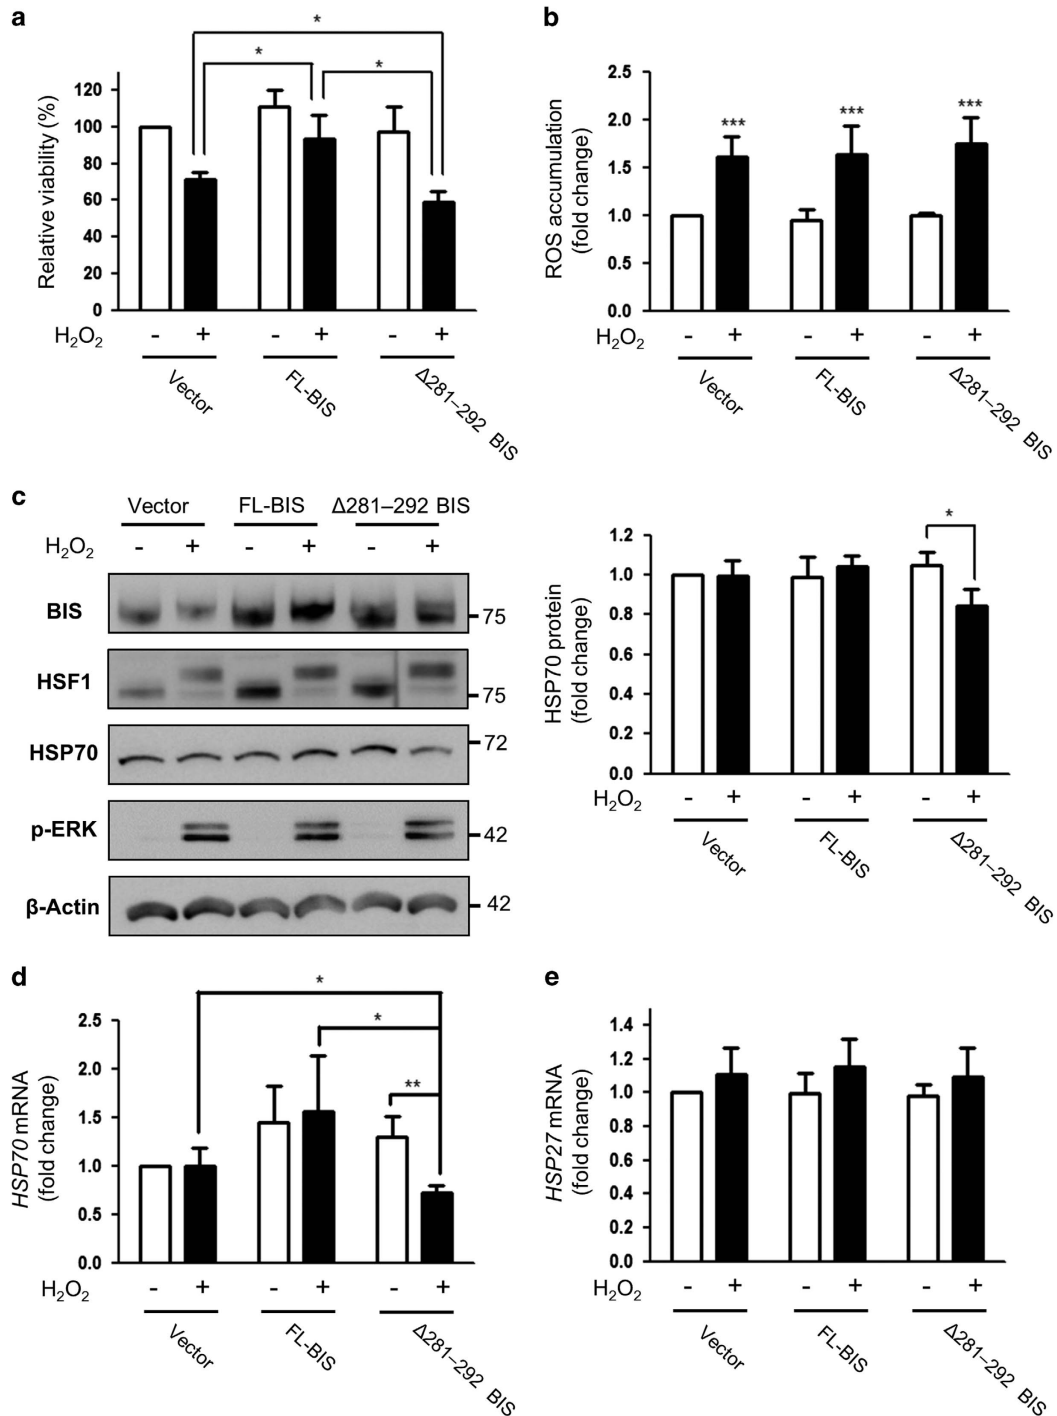 a
*
*
*
Relative viability (%)
120
100
80
60
40
20
0
H2O2
- + - + - +
Vector
FL-BIS
Δ281–292 BIS
b
ROS accumulation
(fold change)
2.5
2.0
1.5
1.0
0.5
0.0
***
***
***
H2O2
- + - + - +
Vector
FL-BIS
Δ281–292 BIS
c
Vector FL-BIS Δ281–292 BIS
H2O2 - + - + - +
BIS 75
HSF1 75
HSP70 72
p-ERK 42
β-Actin 42
HSP70 protein
(fold change)
1.2
1.0
0.8
0.6
0.4
0.2
0.0
*
H2O2
- + - + - +
Vector
FL-BIS
Δ281–292 BIS
d
*
*
**
HSP70 mRNA
(fold change)
2.5
2.0
1.5
1.0
0.5
0.0
H2O2
- + - + - +
Vector
FL-BIS
Δ281–292 BIS
e
HSP27 mRNA
(fold change)
1.4
1.2
1.0
0.8
0.6
0.4
0.2
0.0
H2O2
- + - + - +
Vector
FL-BIS
Δ281–292 BIS